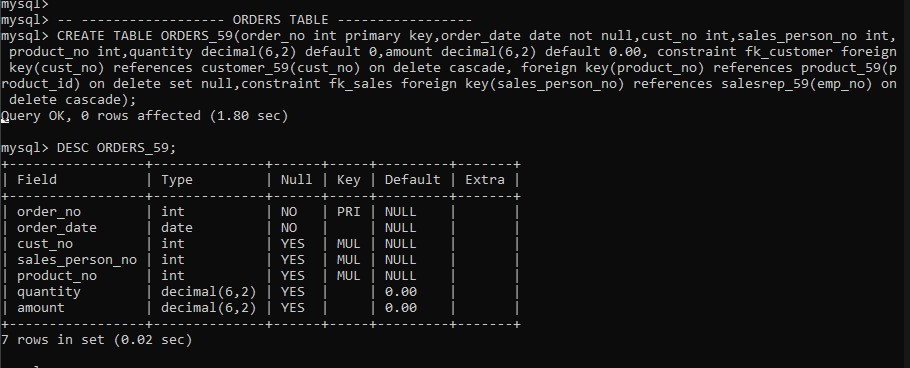 mysql>
mysql> -- ------------------- ORDERS TABLE -----------------
mysql> CREATE TABLE ORDERS_59(order_no int primary key,order_date date not null,cust_no int,sales_person_no int,
 product_no int,quantity decimal(6,2) default 0,amount decimal(6,2) default 0.00, constraint fk_customer foreign
 key(cust_no) references customer_59(cust_no) on delete cascade, foreign key(product_no) references product_59(p
roduct_id) on delete set null,constraint fk_sales foreign key(sales_person_no) references salesrep_59(emp_no) on
 delete cascade);
Query OK, 0 rows affected (1.80 sec)
mysql> DESC ORDERS_59;
+-----------------+--------------+------+-----+---------+-------+
| Field           | Type         | Null | Key | Default | Extra |
+-----------------+--------------+------+-----+---------+-------+
| order_no        | int          | NO   | PRI | NULL    |       |
| order_date      | date         | NO   |     | NULL    |       |
| cust_no         | int          | YES  | MUL | NULL    |       |
| sales_person_no | int          | YES  | MUL | NULL    |       |
| product_no      | int          | YES  | MUL | NULL    |       |
| quantity        | decimal(6,2) | YES  |     | 0.00    |       |
| amount          | decimal(6,2) | YES  |     | 0.00    |       |
+-----------------+--------------+------+-----+---------+-------+
7 rows in set (0.02 sec)